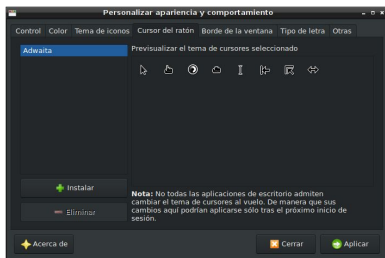 Personalizar apariencia y comportamiento
Control Color Tema de iconos Cursor del ratón Borde de la ventana Tipo de letra Otras
Adwaita
Previsualizar el tema de cursores seleccionado
Instalar
Eliminar
Nota: No todas las aplicaciones de escritorio admiten
cambiar el tema de cursores al vuelo. De manera que sus
cambios aquí podrían aplicarse sólo tras el próximo inicio de
sesión.
Acerca de
Cerrar
Aplicar